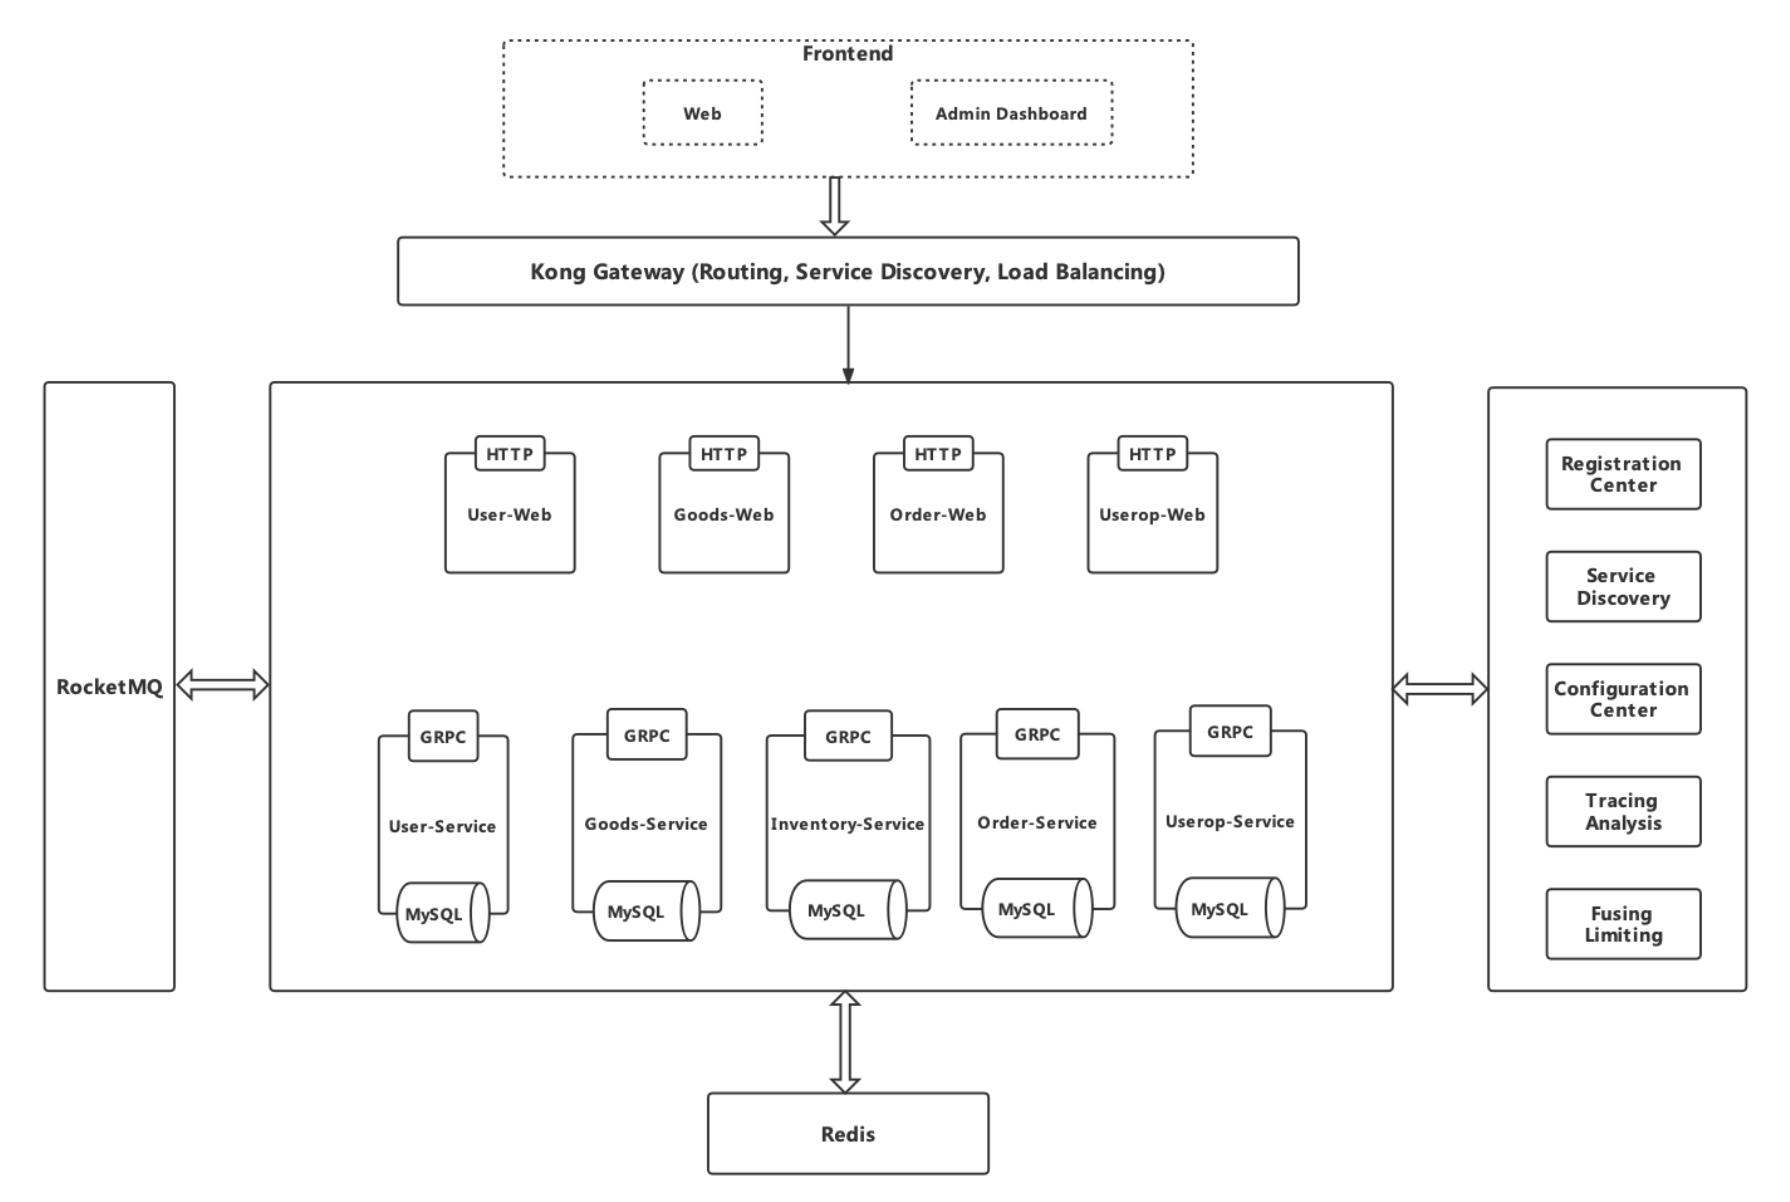 Frontend
Web
Admin Dashboard
Kong Gateway (Routing, Service Discovery, Load Balancing)
RocketMQ
HTTP
User-Web
HTTP
Goods-Web
HTTP
Order-Web
HTTP
Userop-Web
GRPC
User-Service
MySQL
GRPC
Goods-Service
MySQL
GRPC
Inventory-Service
MySQL
GRPC
Order-Service
MySQL
GRPC
Userop-Service
MySQL
Registration
Center
Service
Discovery
Configuration
Center
Tracing
Analysis
Fusing
Limiting
Redis